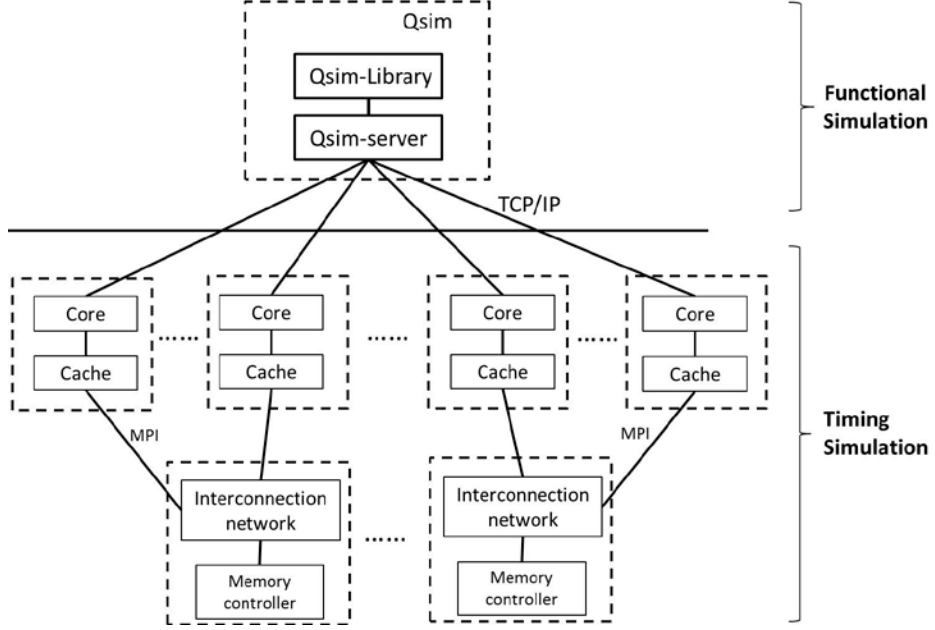 Qsim
Qsim-Library
Qsim-server
Functional
Simulation
TCP/IP
Core
Core
Core
Core
......
......
......
Cache
Cache
Cache
Cache
MPI
MPI
Timing
Simulation
Interconnection
network
Interconnection
network
......
Memory
controller
Memory
controller